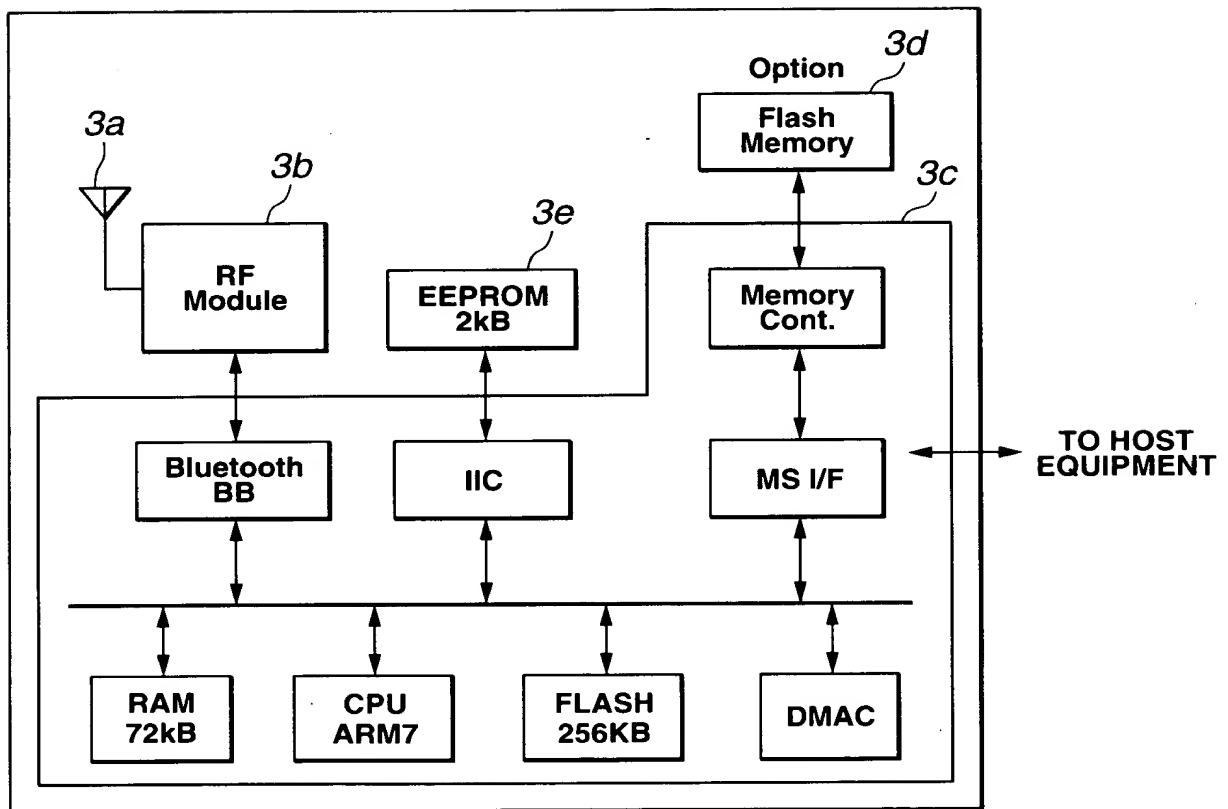 3d
Option
Flash
Memory
3a
3b
3c
3e
RF
Module
EEPROM
2kB
Memory
Cont.
Bluetooth
BB
IIC
MS I/F
TO HOST
EQUIPMENT
RAM
72kB
CPU
ARM7
FLASH
256KB
DMAC